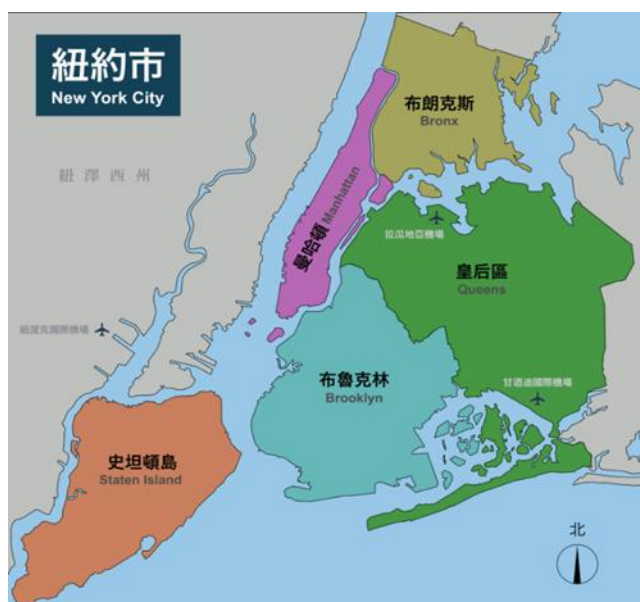 紐約市
New York City
布朗克斯
Bronx
紐澤西州
曼哈頓 Manhattan
拉瓜地亞機場
皇后區
Queens
紐渥克國際機場
布魯克林
Brooklyn
甘迺迪國際機場
史坦頓島
Staten Island
北